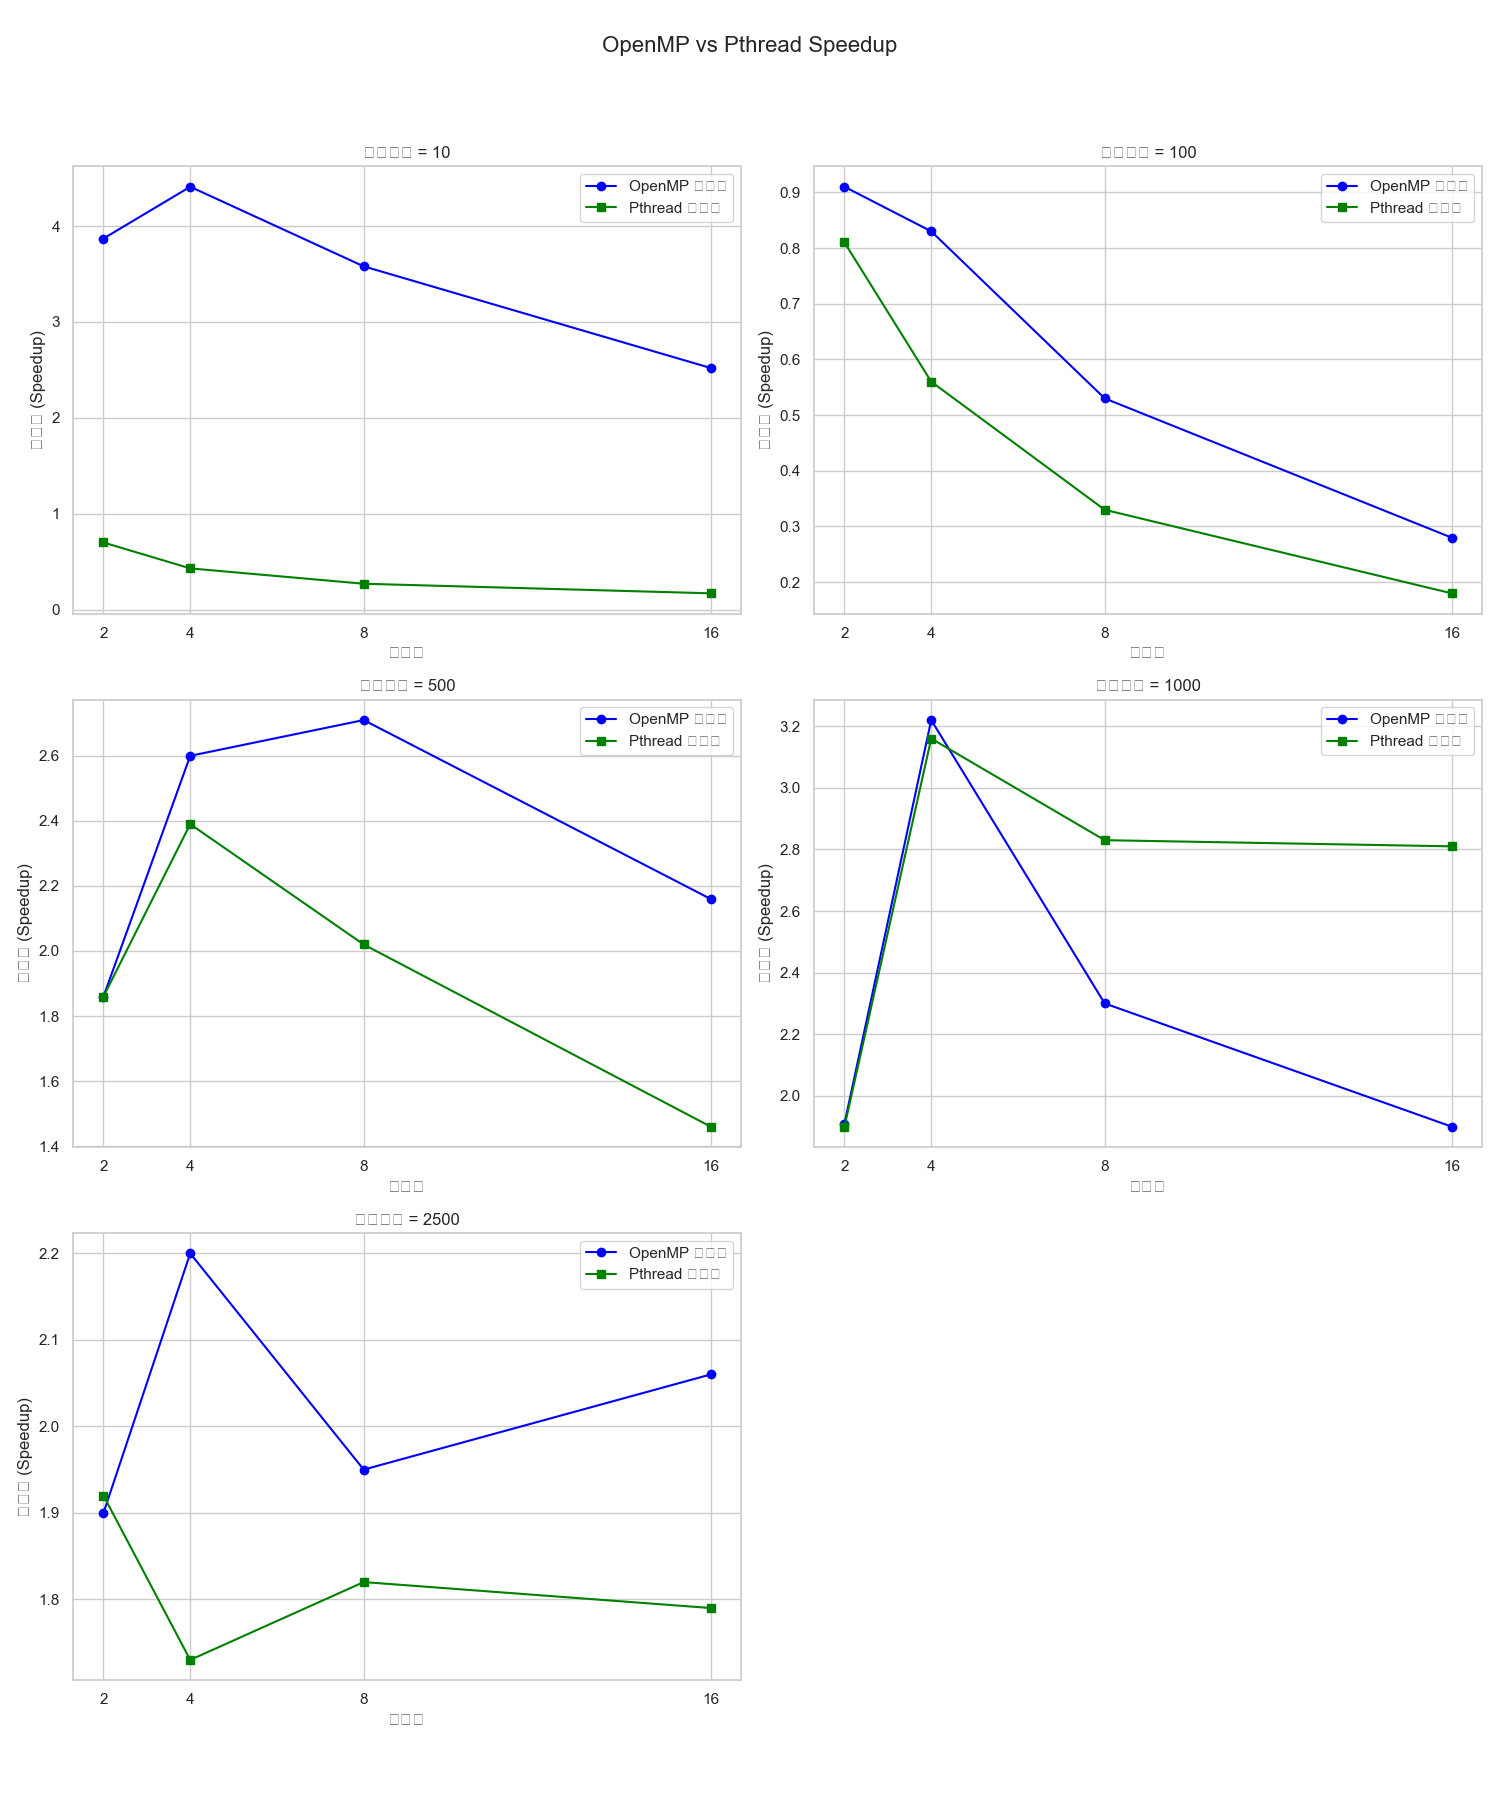 OpenMP vs Pthread Speedup
= 10
OpenMP
Pthread
(Speedup)
4
3
2
1
0
2 4 8 16
= 100
OpenMP
Pthread
(Speedup)
0.9
0.8
0.7
0.6
0.5
0.4
0.3
0.2
2 4 8 16
= 500
OpenMP
Pthread
(Speedup)
2.6
2.4
2.2
2.0
1.8
1.6
1.4
2 4 8 16
= 1000
OpenMP
Pthread
(Speedup)
3.2
3.0
2.8
2.6
2.4
2.2
2.0
2 4 8 16
= 2500
OpenMP
Pthread
(Speedup)
2.2
2.1
2.0
1.9
1.8
2 4 8 16